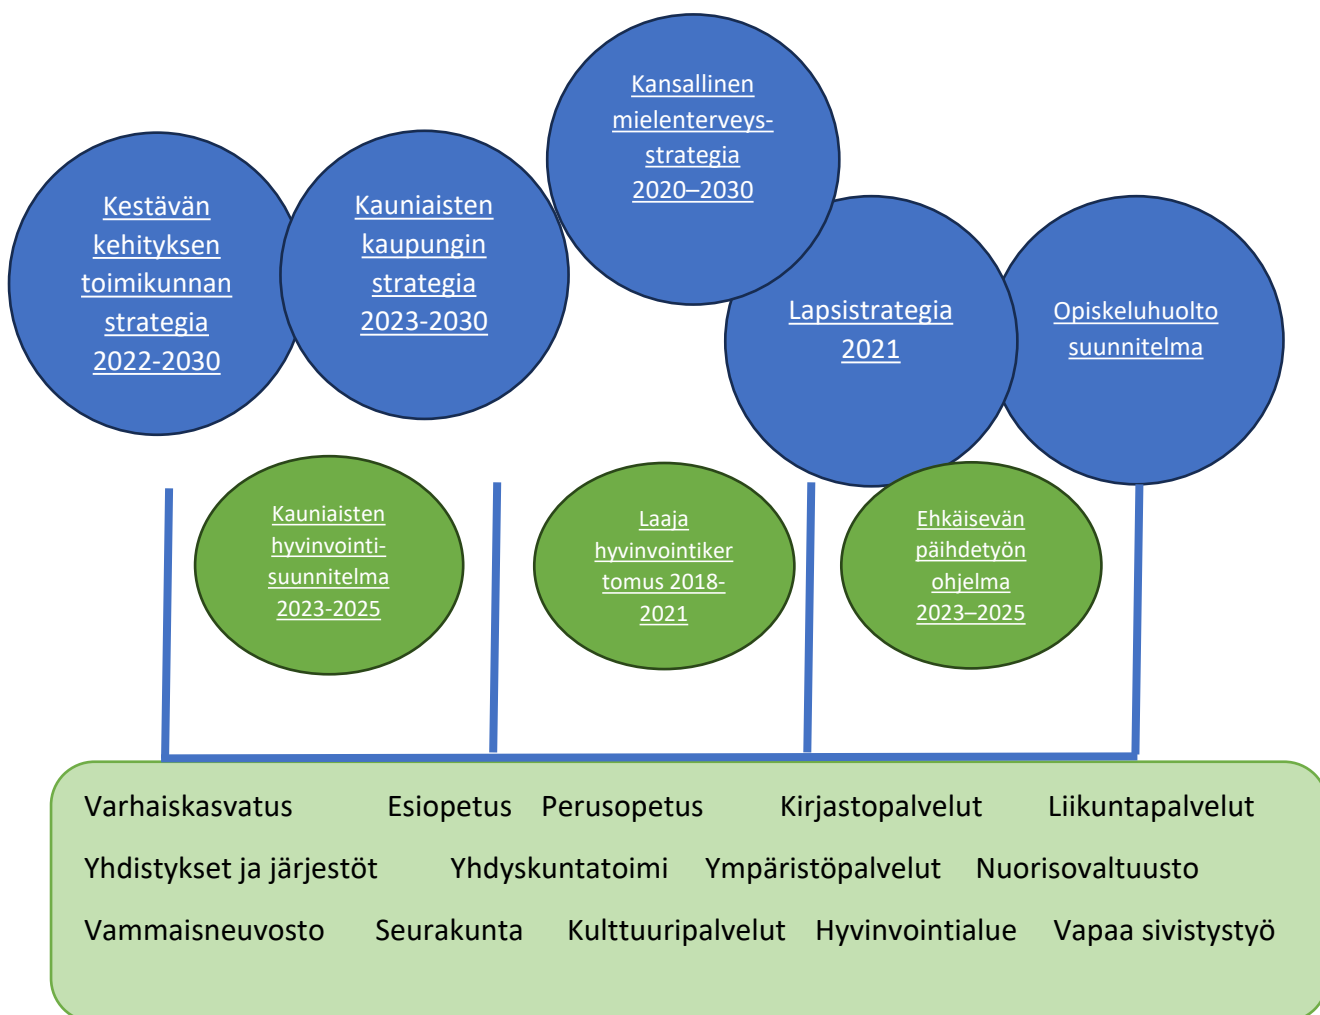 Kestävän
kehityksen
toimikunnan
strategia
2022-2030
Kauniaisten
kaupungin
strategia
2023-2030
Kansallinen
mielenterveys-
strategia
2020–2030
Lapsistrategia
2021
Opiskeluhuolto
suunnitelma
Kauniaisten
hyvinvointi-
suunnitelma
2023-2025
Laaja
hyvinvointiker
tomus 2018-
2021
Ehkäisevän
päihdetyön
ohjelma
2023–2025
Varhaiskasvatus Esiopetus Perusopetus Kirjastopalvelut Liikuntapalvelut
Yhdistykset ja järjestöt Yhdyskuntatoimi Ympäristöpalvelut Nuorisovaltuusto
Vammaisneuvosto Seurakunta Kulttuuripalvelut Hyvinvointialue Vapaa sivistystyö